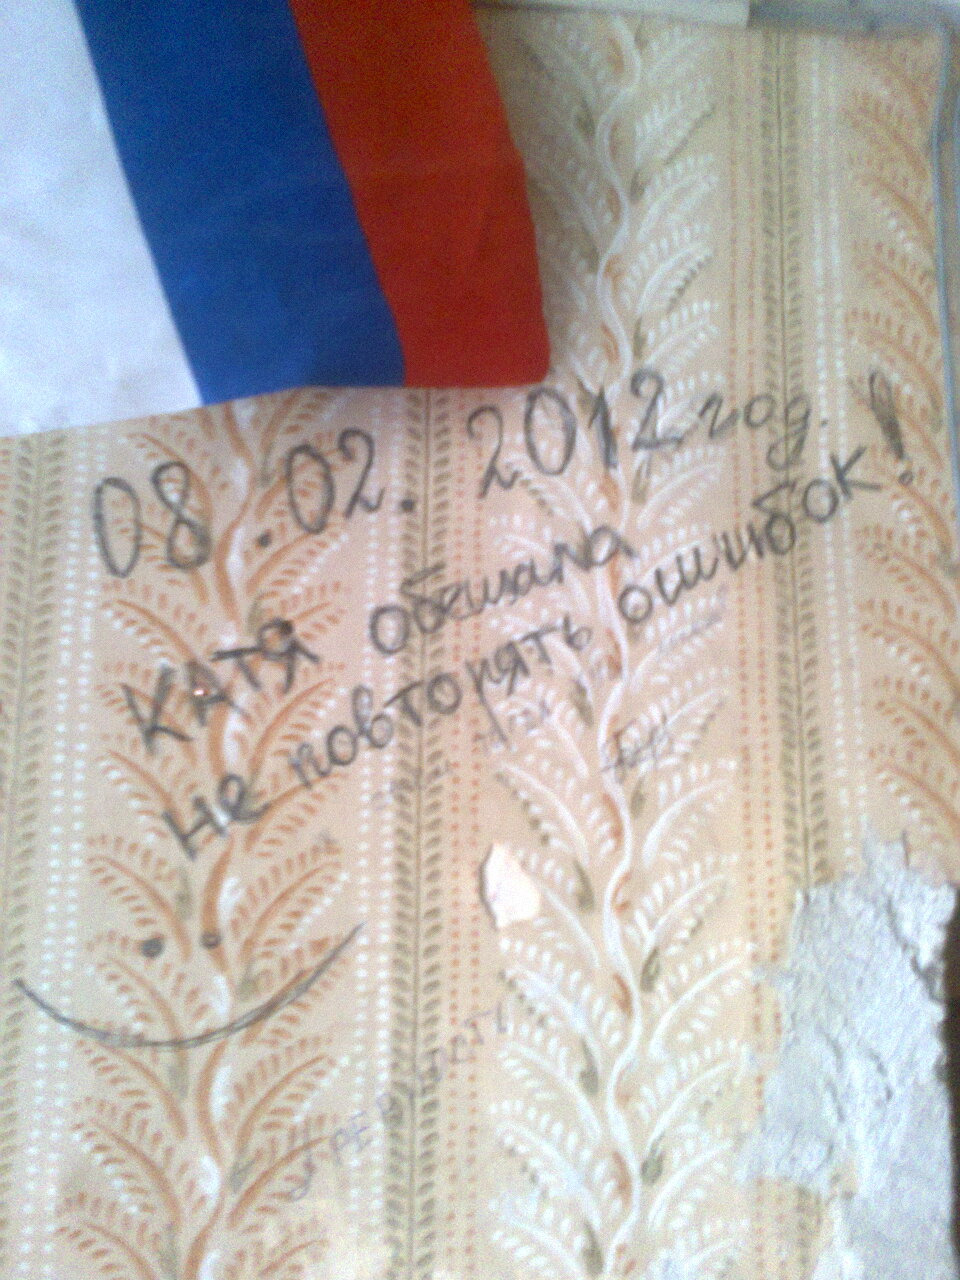 08.02.2012 год.
Катя обещала
не повторять ошибок!